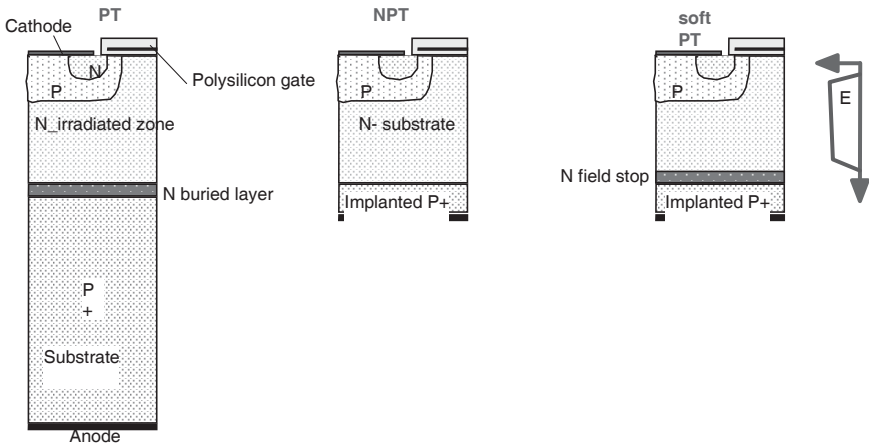 PT
Cathode
N
Polysilicon gate
P
N_irradiated zone
N buried layer
P
+
Substrate
Anode
NPT
P
N- substrate
Implanted P+
soft
PT
P
E
N field stop
Implanted P+